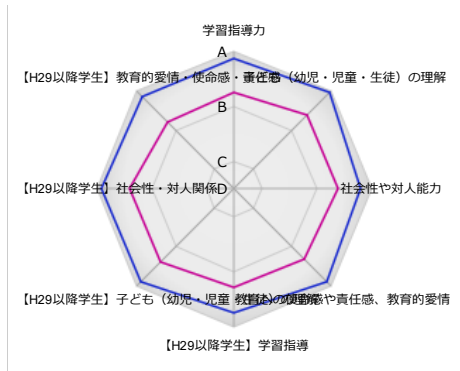 学習指導力
A
【H29以降学生】教育的愛情・使命感・責任感
子ども（幼児・児童・生徒）の理解
B
C
【H29以降学生】社会性・対人関係
D
社会性や対人能力
【H29以降学生】子ども（幼児・児童・生徒）の理解
教育への使命感や責任感、教育的愛情
【H29以降学生】学習指導